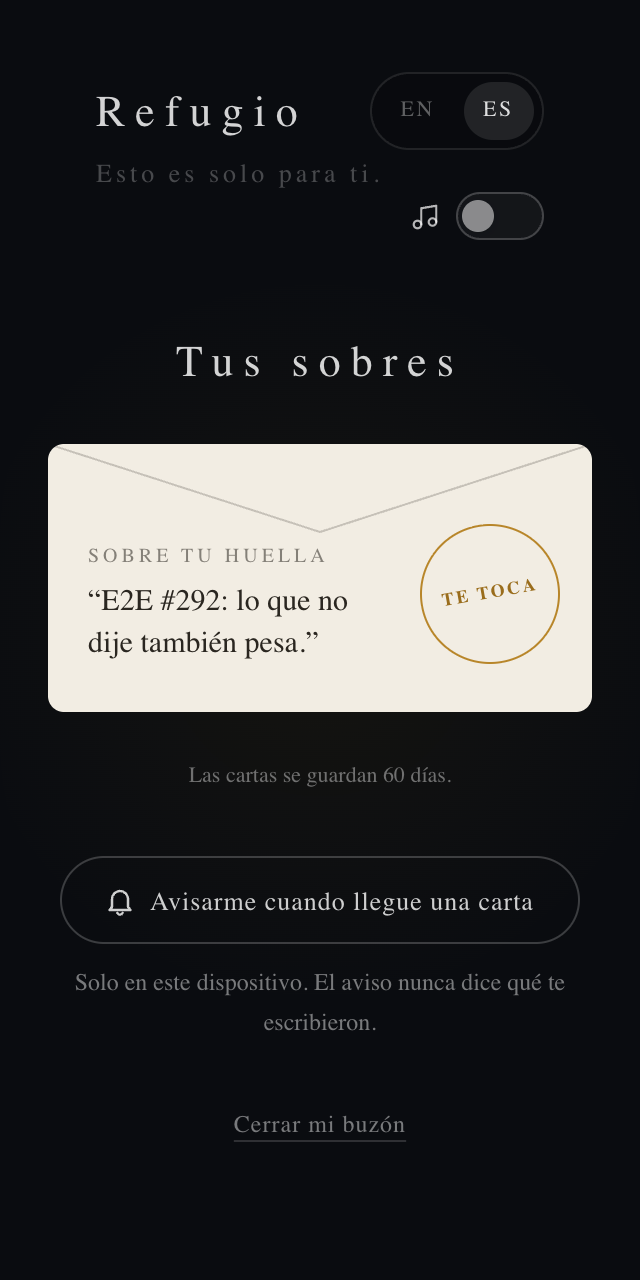 Refugio
EN ES
Esto es solo para ti.
Tus sobres
SOBRE TU HUELLA
“E2E #292: lo que no
dije también pesa.”
TE TOCA
Las cartas se guardan 60 días.
Avisarme cuando llegue una carta
Solo en este dispositivo. El aviso nunca dice qué te
escribieron.
Cerrar mi buzón